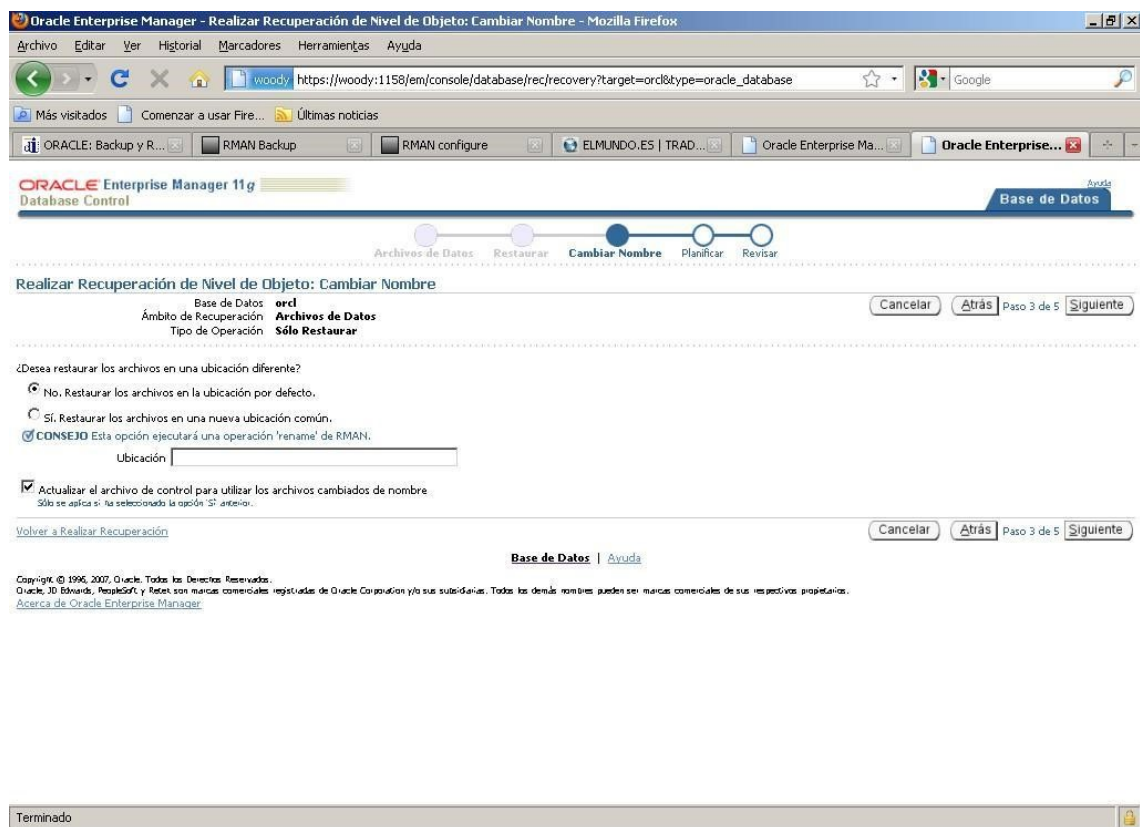 Oracle Enterprise Manager - Realizar Recuperación de Nivel de Objeto: Cambiar Nombre - Mozilla Firefox
Archivo Editar Ver Historial Marcadores Herramientas Ayuda
woody https://woody:1158/em/console/database/rec/recovery?target=orcl&type=oracle_database Google
Más visitados Comenzar a usar Fire... Últimas noticias
ORACLE: Backup y R... RMAN Backup RMAN configure ELMUNDO.ES | TRAD... Oracle Enterprise Ma... Oracle Enterprise...
ORACLE Enterprise Manager 11g
Database Control
Ayuda
Base de Datos
Archivos de Datos Restaurar Cambiar Nombre Planificar Revisar
Realizar Recuperación de Nivel de Objeto: Cambiar Nombre
Base de Datos orcl
Ámbito de Recuperación Archivos de Datos
Tipo de Operación Sólo Restaurar
Cancelar Atrás Paso 3 de 5 Siguiente
¿Desea restaurar los archivos en una ubicación diferente?
No. Restaurar los archivos en la ubicación por defecto.
Sí. Restaurar los archivos en una nueva ubicación común.
CONSEJO Esta opción ejecutará una operación 'rename' de RMAN.
Ubicación
Actualizar el archivo de control para utilizar los archivos cambiados de nombre
Sólo se aplica si ha seleccionado la opción 'Sí' anterior.
Volver a Realizar Recuperación
Cancelar Atrás Paso 3 de 5 Siguiente
Base de Datos | Ayuda
Copyright © 1996, 2007, Oracle. Todos los Derechos Reservados.
Oracle, JD Edwards, PeopleSoft y Retek son marcas comerciales registradas de Oracle Corporation y/o sus subsidiarias. Todos los demás nombres pueden ser marcas comerciales de sus respectivos propietarios.
Acerca de Oracle Enterprise Manager
Terminado